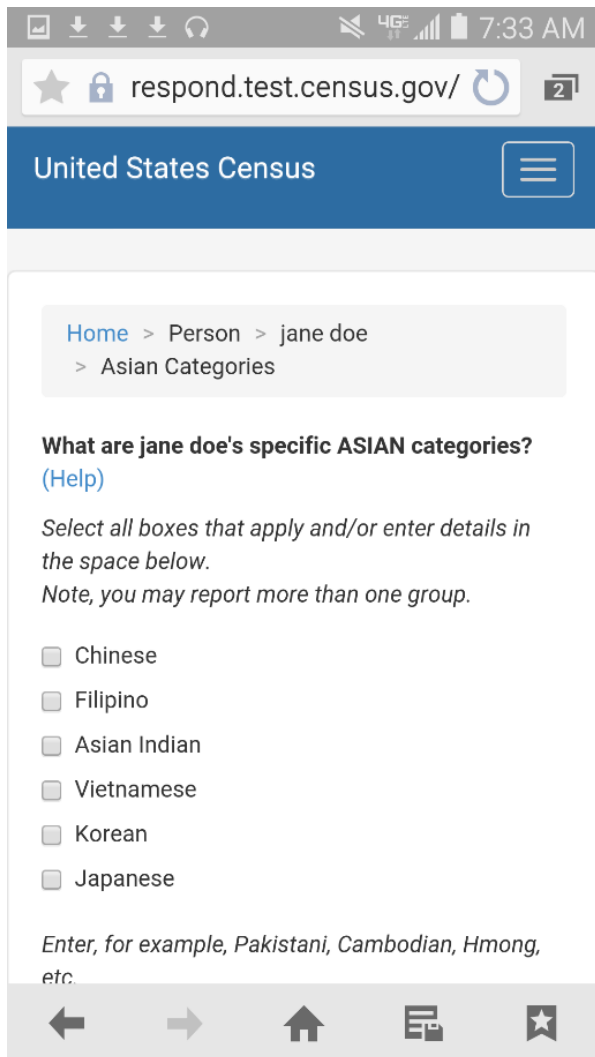 4GE 7:33 AM
respond.test.census.gov/ 2
United States Census
Home > Person > jane doe
> Asian Categories
What are jane doe's specific ASIAN categories?
(Help)
Select all boxes that apply and/or enter details in
the space below.
Note, you may report more than one group.
Chinese
Filipino
Asian Indian
Vietnamese
Korean
Japanese
Enter, for example, Pakistani, Cambodian, Hmong,
etc.